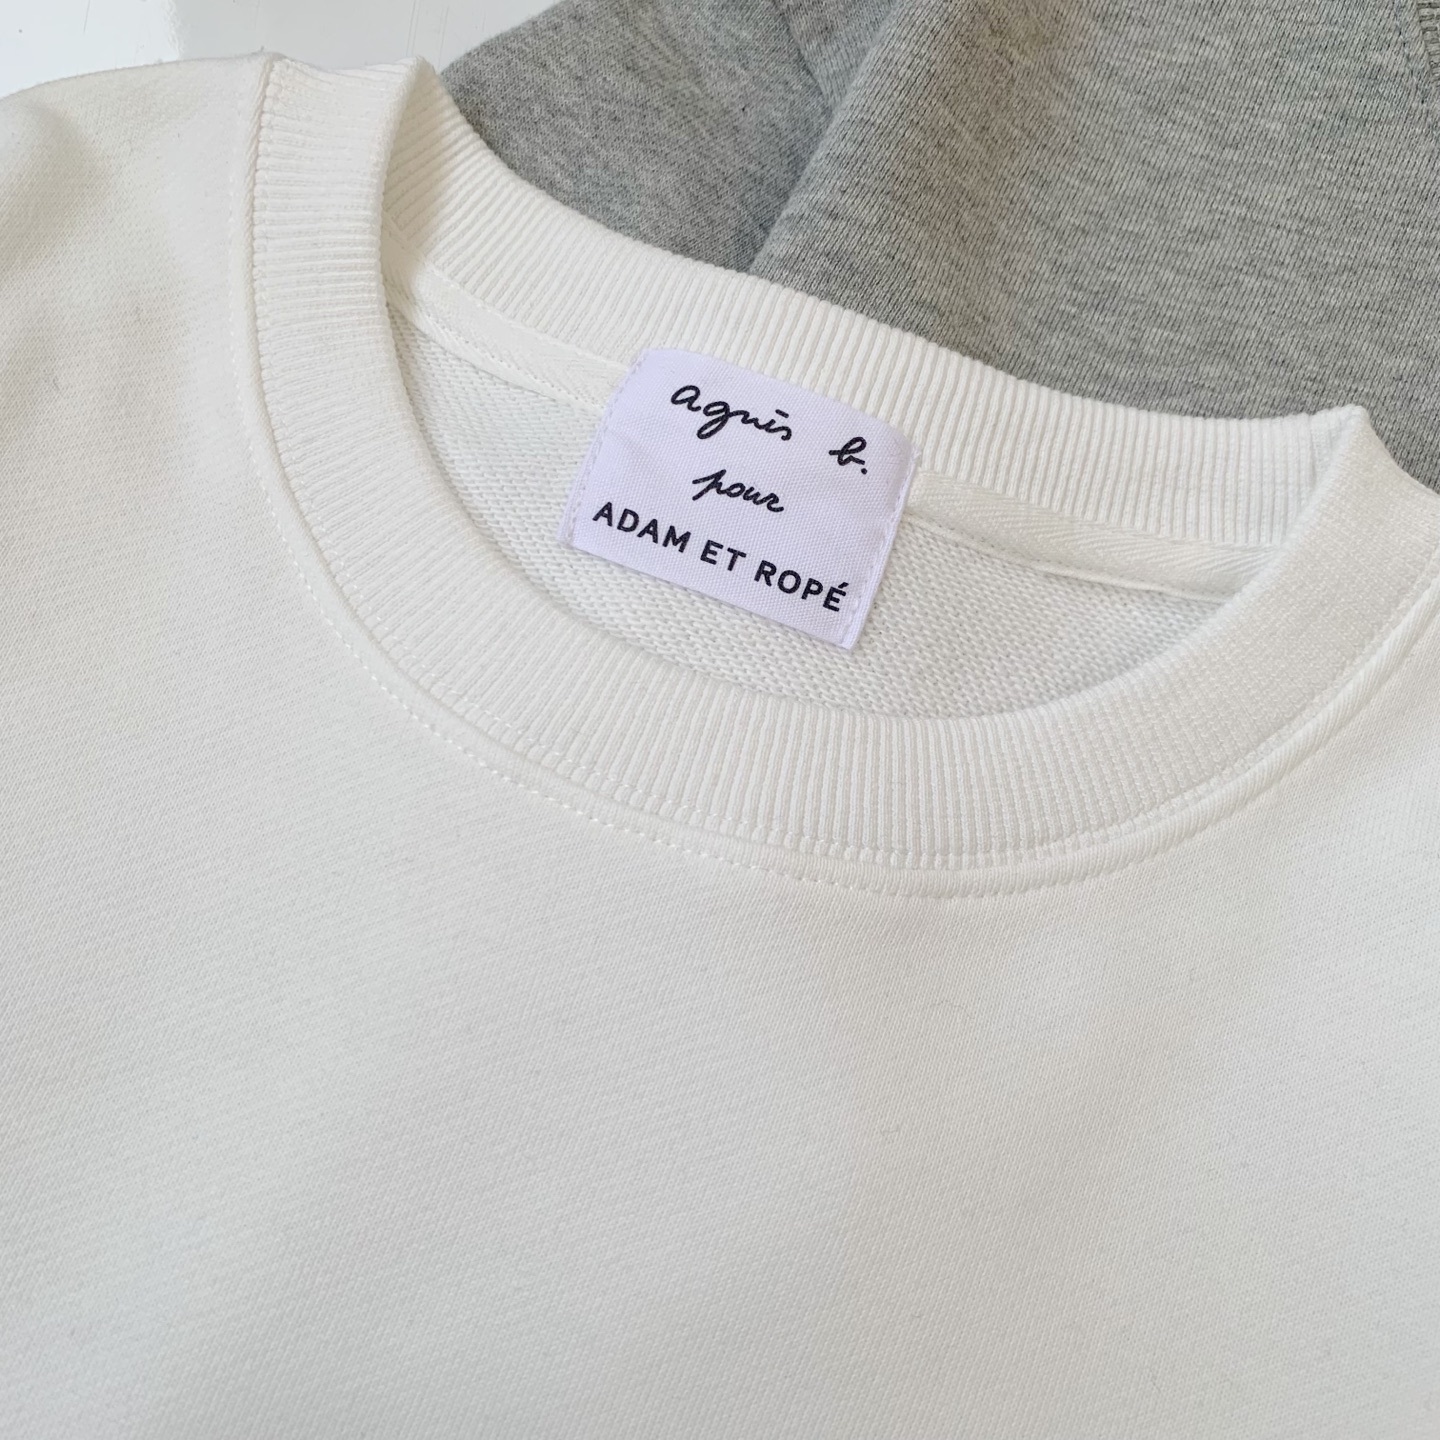 agnès b.
pour
ADAM ET ROPÉ